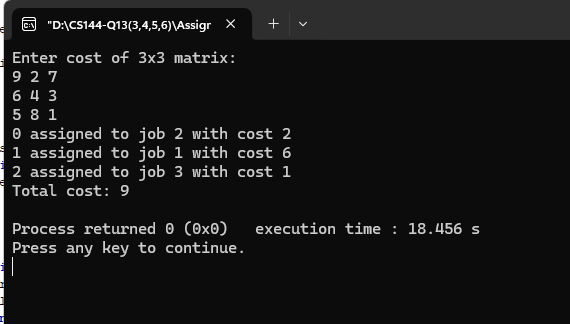 "D:\CS144-Q13(3,4,5,6)\Assigr
Enter cost of 3x3 matrix:
9 2 7
6 4 3
5 8 1
0 assigned to job 2 with cost 2
1 assigned to job 1 with cost 6
2 assigned to job 3 with cost 1
Total cost: 9
Process returned 0 (0x0)   execution time : 18.456 s
Press any key to continue.